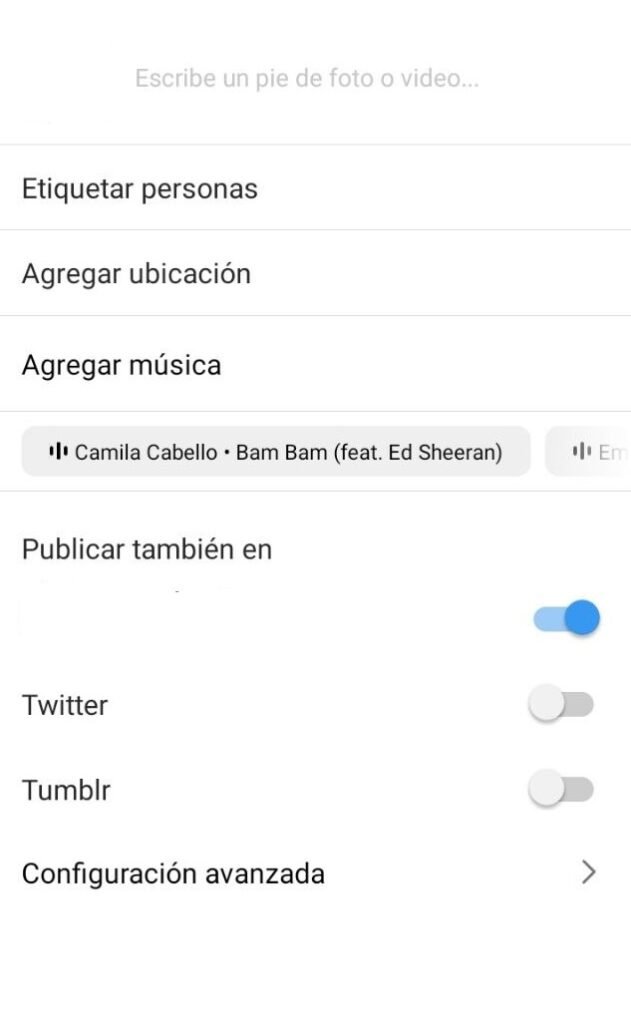 Escribe un pie de foto o video...
Etiquetar personas
Agregar ubicación
Agregar música
Camila Cabello • Bam Bam (feat. Ed Sheeran)
Em
Publicar también en
Twitter
Tumblr
Configuración avanzada